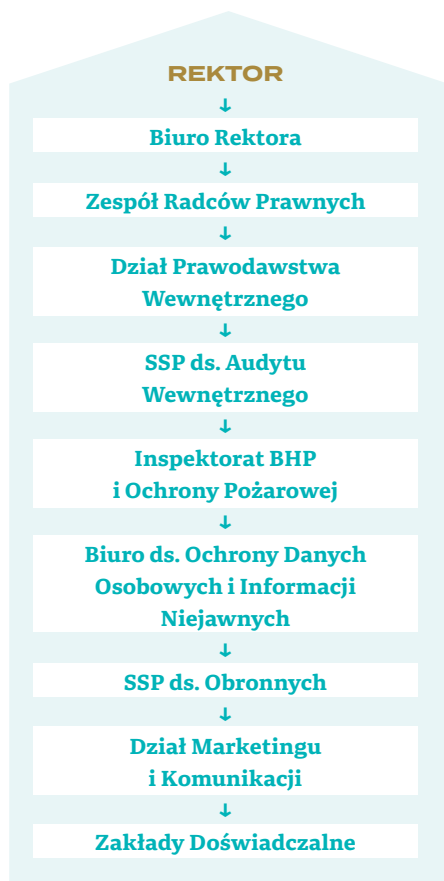 REKTOR
↓
Biuro Rektora
↓
Zespół Radców Prawnych
↓
Dział Prawodawstwa
Wewnętrznego
↓
SSP ds. Audytu
Wewnętrznego
↓
Inspektorat BHP
i Ochrony Pożarowej
↓
Biuro ds. Ochrony Danych
Osobowych i Informacji
Niejawnych
↓
SSP ds. Obronnych
↓
Dział Marketingu
i Komunikacji
↓
Zakłady Doświadczalne